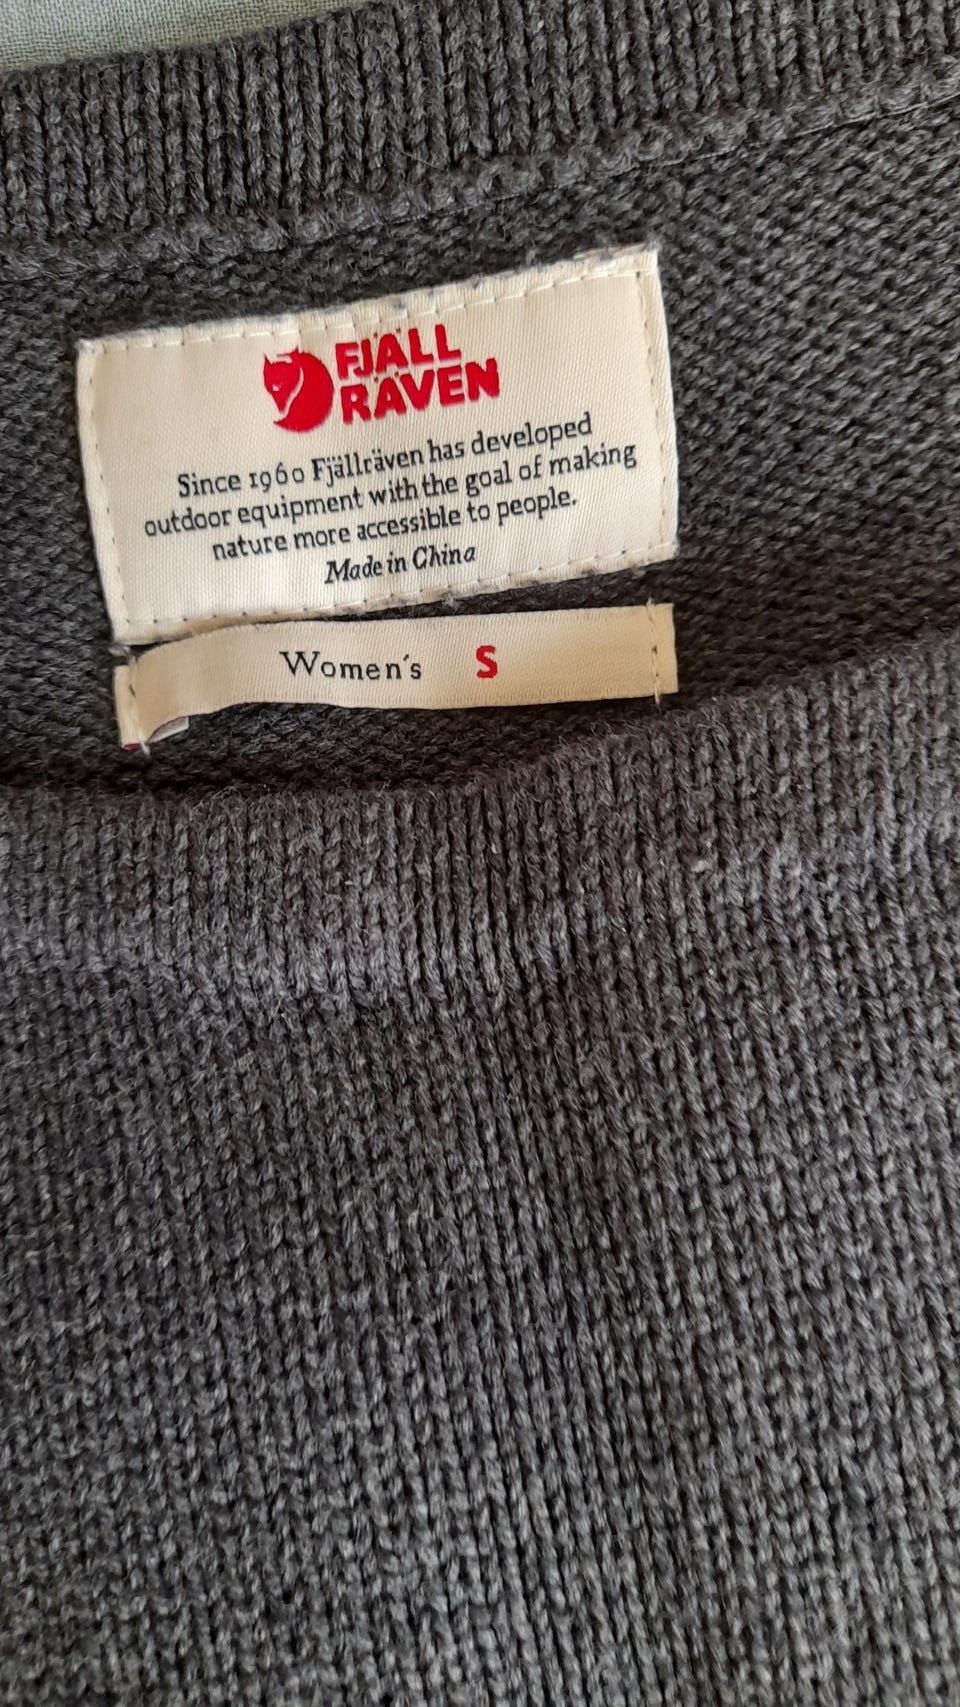 FJÄLL
RÄVEN
Since 1960 Fjällräven has developed
outdoor equipment with the goal of making
nature more accessible to people.
Made in China
Women´s S